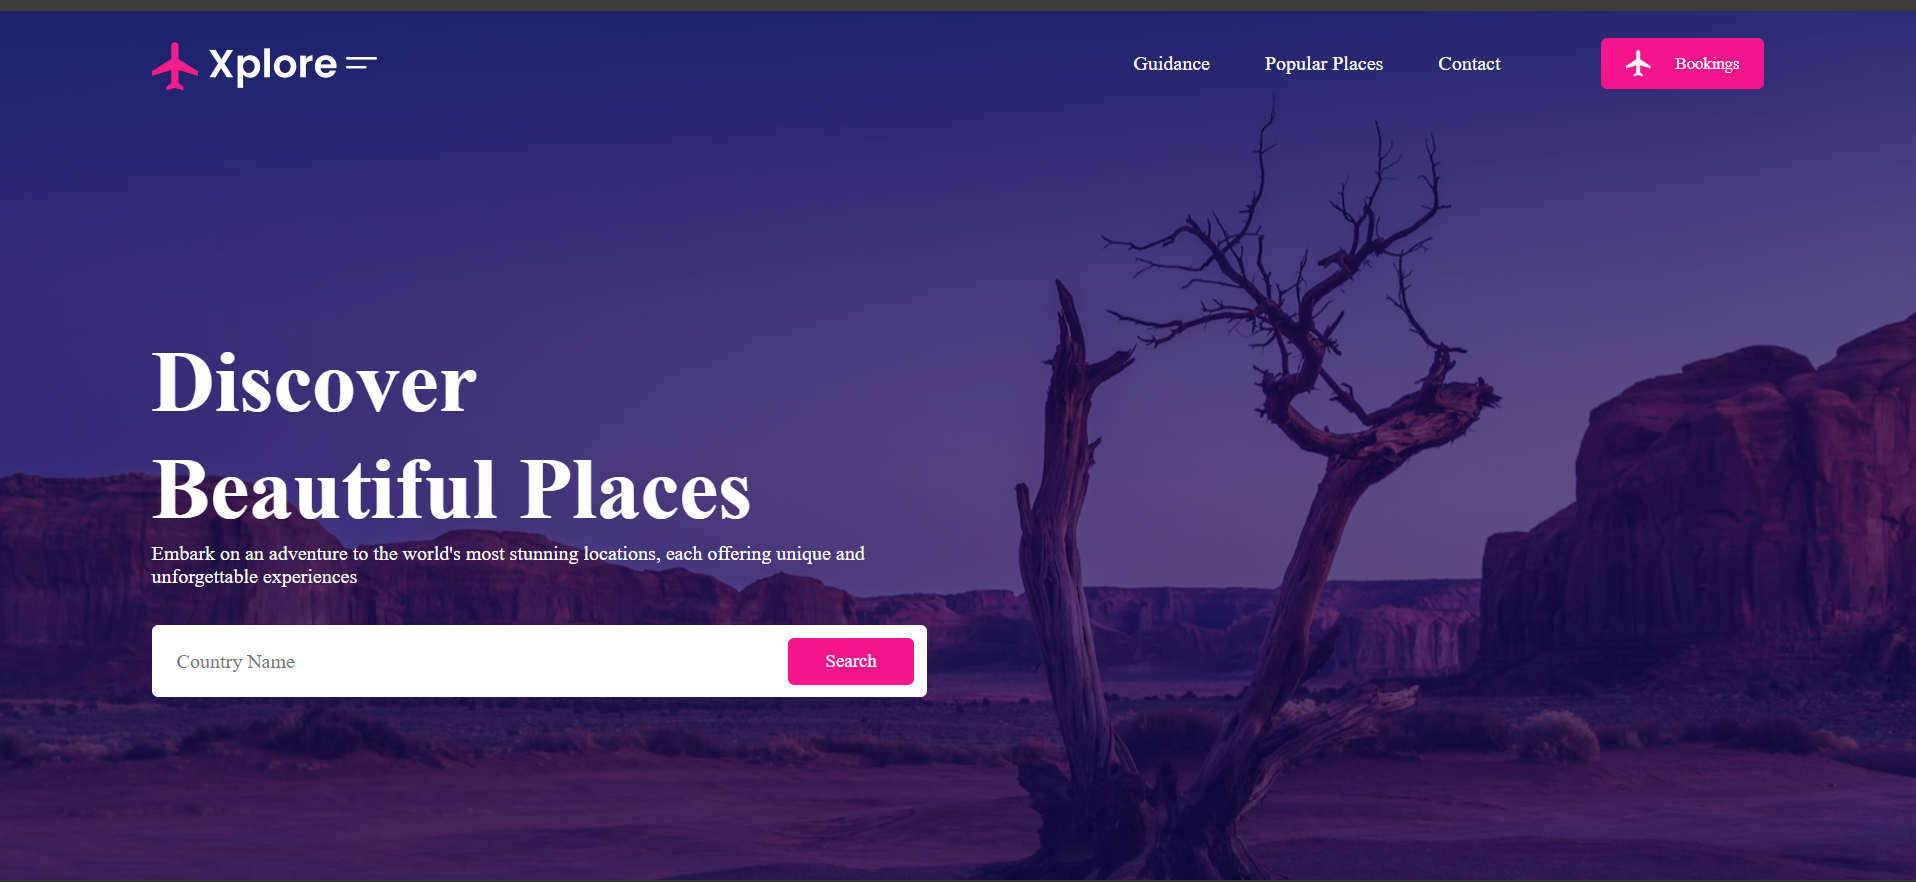 Xplore
Guidance
Popular Places
Contact
Bookings
Discover
Beautiful Places
Embark on an adventure to the world's most stunning locations, each offering unique and
unforgettable experiences
Country Name
Search